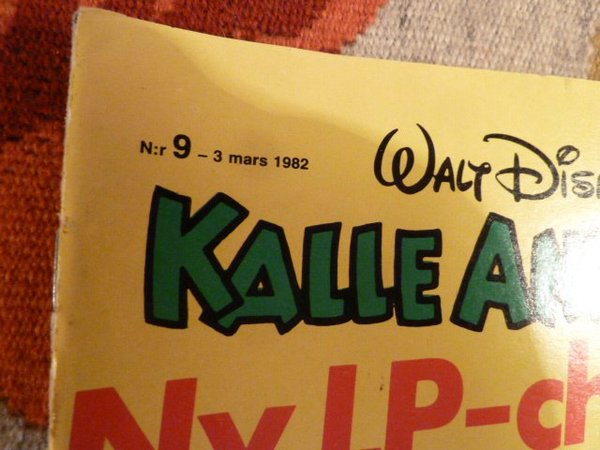 N:r 9 – 3 mars 1982
WALT DIS
KALLE AN
Ny LP-ch